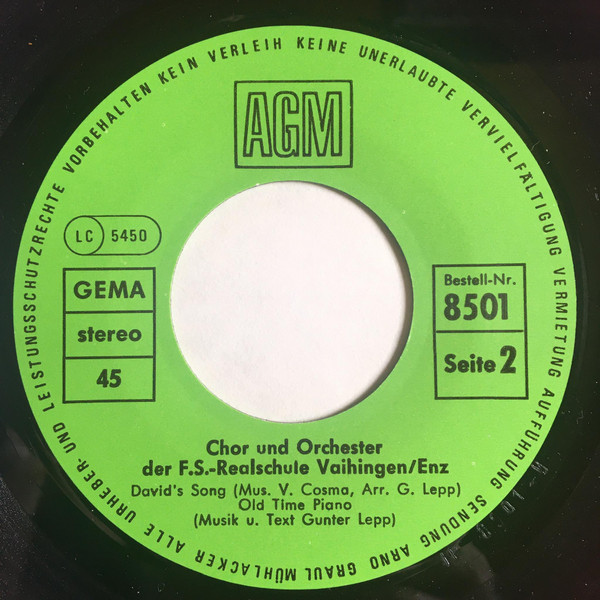 ALLE URHEBER- UND LEISTUNGSSCHUTZRECHTE VORBEHALTEN KEIN VERLEIH KEINE UNERLAUBTE VERVIELFÄLTIGUNG VERMIETUNG AUFFÜHRUNG SENDUNG ARNO GRAUL MÜHLACKER
AGM
LC 5450
GEMA
stereo
45
Bestell-Nr.
8501
Seite 2
Chor und Orchester
der F.S.-Realschule Vaihingen/Enz
David's Song (Mus. V. Cosma, Arr. G. Lepp)
Old Time Piano
(Musik u. Text Gunter Lepp)